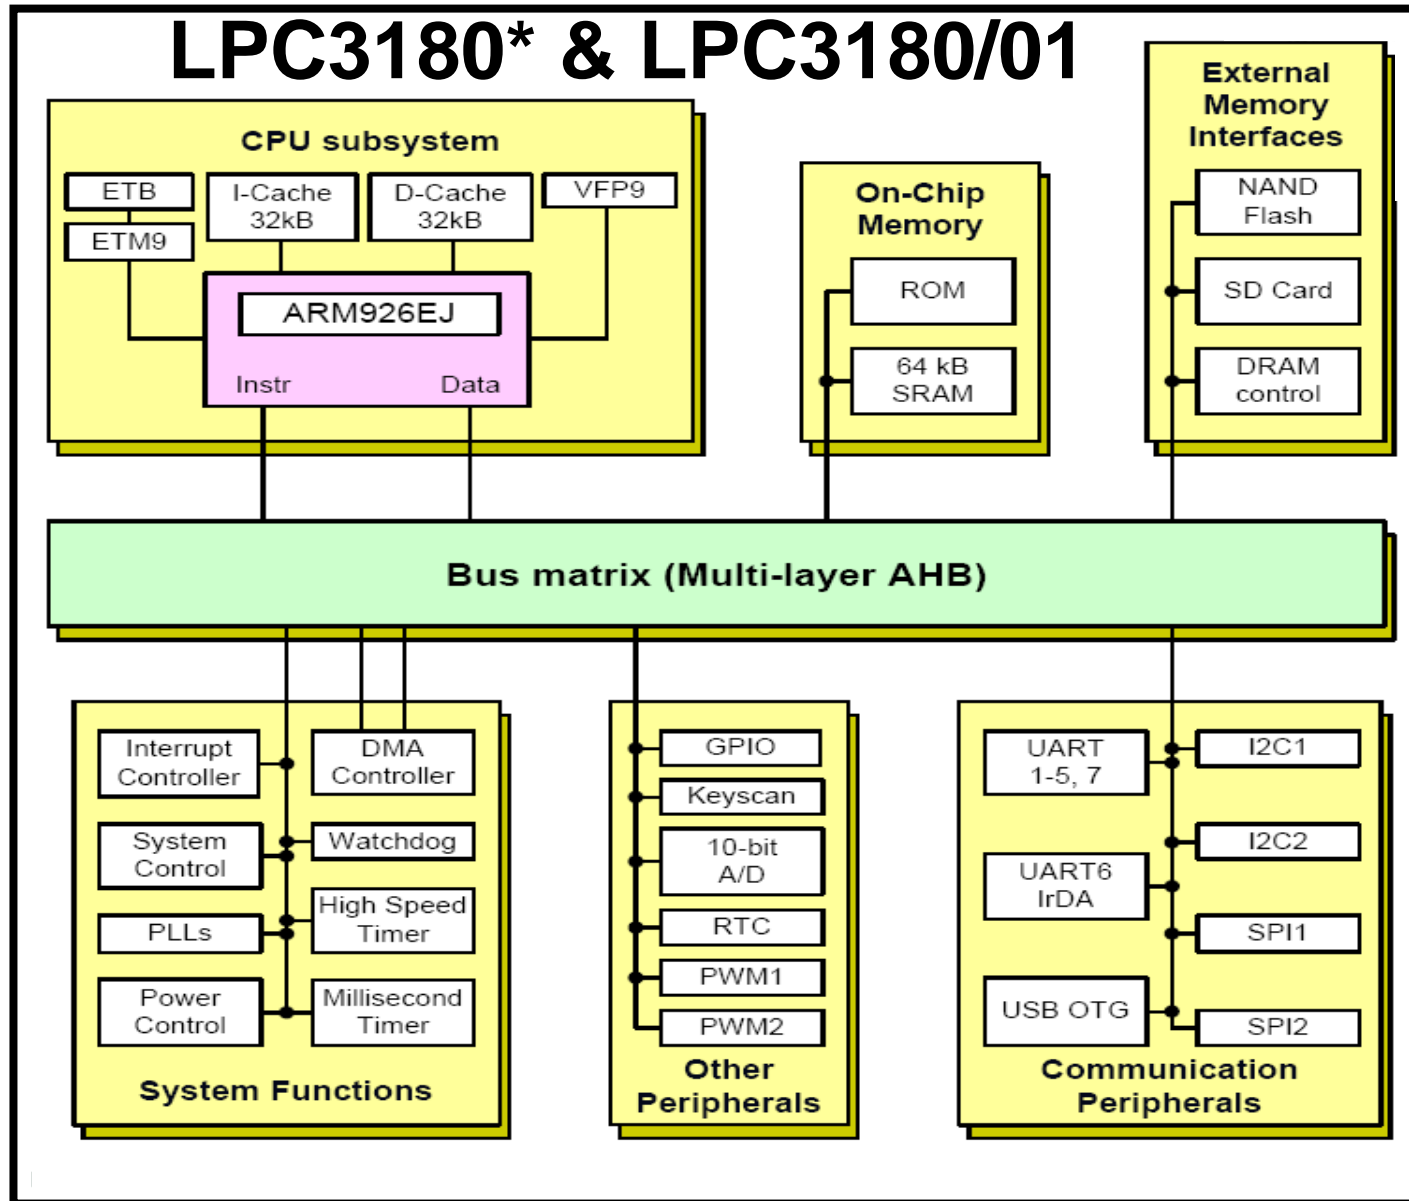 LPC3180* & LPC3180/01
CPU subsystem
ETB
ETM9
I-Cache
32kB
D-Cache
32kB
VFP9
ARM926EJ
Instr
Data
On-Chip
Memory
ROM
64 kB
SRAM
External
Memory
Interfaces
NAND
Flash
SD Card
DRAM
control
Bus matrix (Multi-layer AHB)
Interrupt
Controller
DMA
Controller
System
Control
Watchdog
PLLs
High Speed
Timer
Power
Control
Millisecond
Timer
System Functions
GPIO
Keyscan
10-bit
A/D
RTC
PWM1
PWM2
Other
Peripherals
UART
1-5, 7
I2C1
I2C2
UART6
IrDA
SPI1
USB OTG
SPI2
Communication
Peripherals